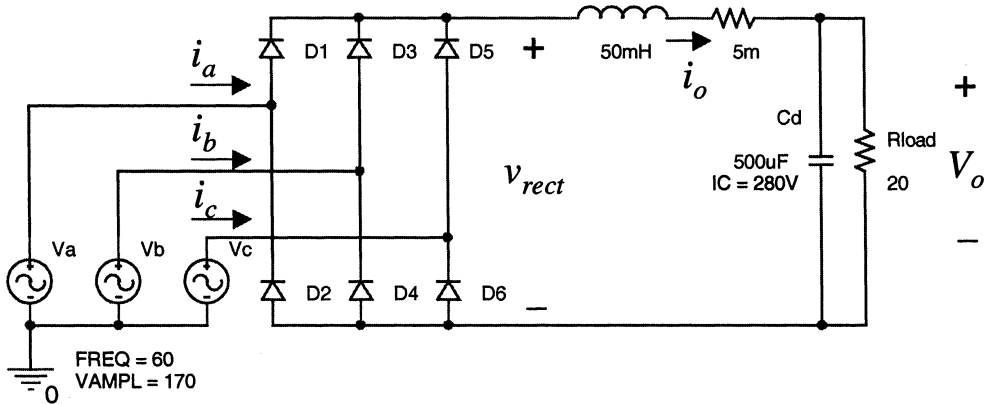 D1
D3
D5
+
50mH
5m
i_o
+
i_a
i_b
i_c
Cd
500uF
IC = 280V
Rload
20
V_o
v_rect
Va
Vb
Vc
+
-
+
-
+
-
D2
D4
D6
−
−
FREQ = 60
VAMPL = 170
0